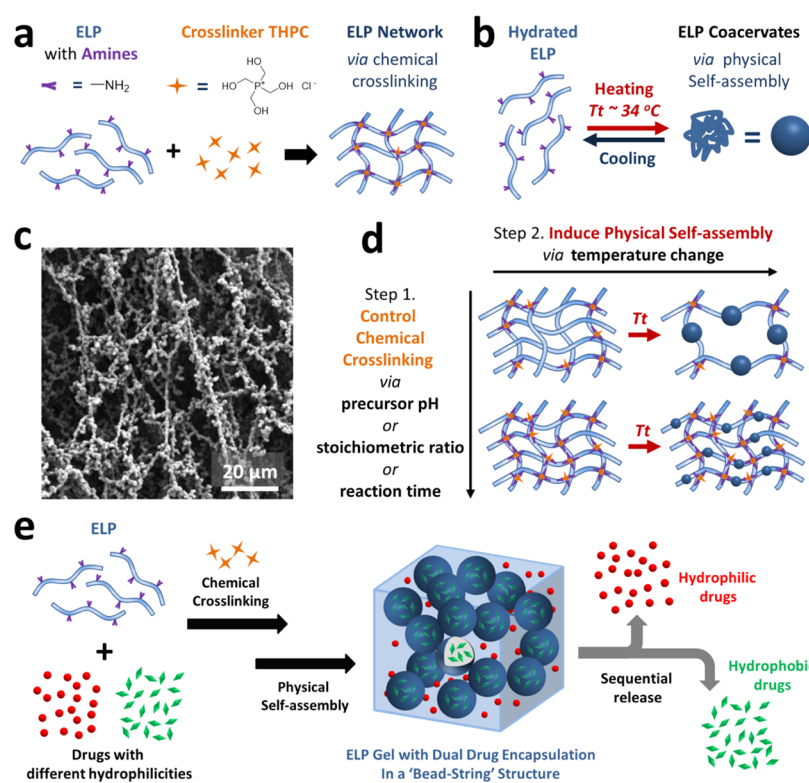 a
ELP
with Amines
= —NH2
Crosslinker THPC
=
HO
OH
P+
HO
OH
Cl -
ELP Network
via chemical
crosslinking
+
b
Hydrated
ELP
Heating
Tt ~ 34 °C
Cooling
ELP Coacervates
via physical
Self-assembly
=
c
20 µm
d
Step 2. Induce Physical Self-assembly
via temperature change
Step 1.
Control
Chemical
Crosslinking
via
precursor pH
or
stoichiometric ratio
or
reaction time
Tt
Tt
e
ELP
+
Drugs with
different hydrophilicities
Chemical
Crosslinking
Physical
Self-assembly
ELP Gel with Dual Drug Encapsulation
In a 'Bead-String' Structure
Sequential
release
Hydrophilic
drugs
Hydrophobic
drugs